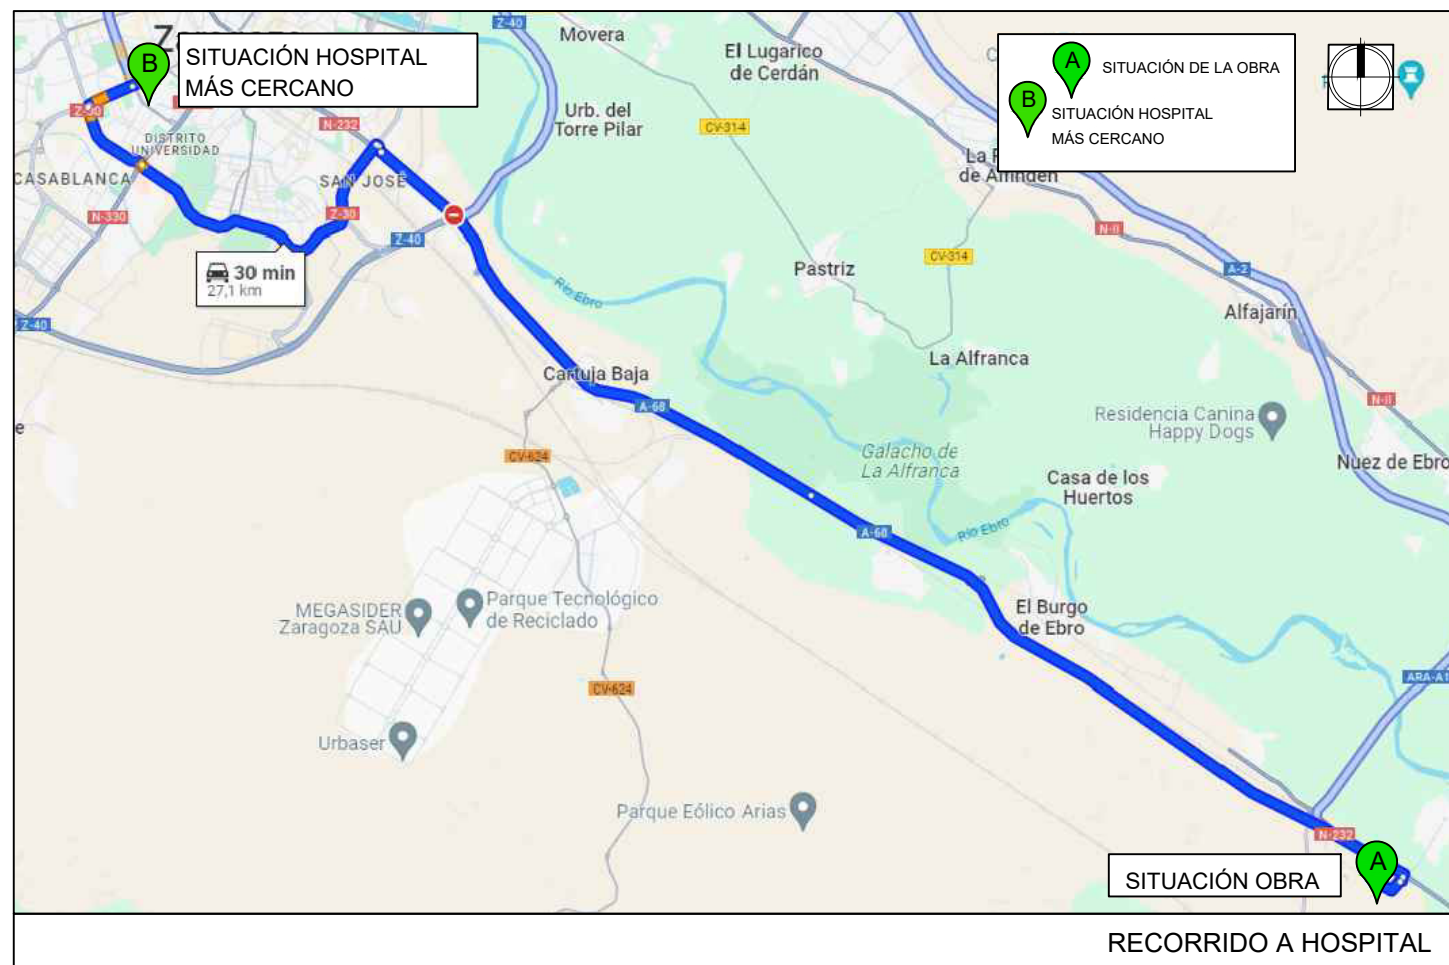 Z-40
Movera
El Lugarico
de Cerdán
B
SITUACIÓN HOSPITAL
MÁS CERCANO
A
SITUACIÓN DE LA OBRA
B
SITUACIÓN HOSPITAL
MÁS CERCANO
Urb. del
Torre Pilar
CV-314
N-232
DISTRITO
UNIVERSIDAD
CASABLANCA
SAN JOSÉ
N-330
Z-30
Z-40
N-II
CV-314
A-2
Pastriz
30 min
27,1 km
Río Ebro
Alfajarín
Z-40
La Alfranca
Cartuja Baja
A-68
N-II
Residencia Canina
Happy Dogs
Galacho de
La Alfranca
CV-624
Nuez de Ebro
Casa de los
Huertos
A-68
Río Ebro
MEGASIDER
Zaragoza SAU
Parque Tecnológico
de Reciclado
El Burgo
de Ebro
CV-624
Urbaser
Parque Eólico Arias
N-232
A
SITUACIÓN OBRA
RECORRIDO A HOSPITAL